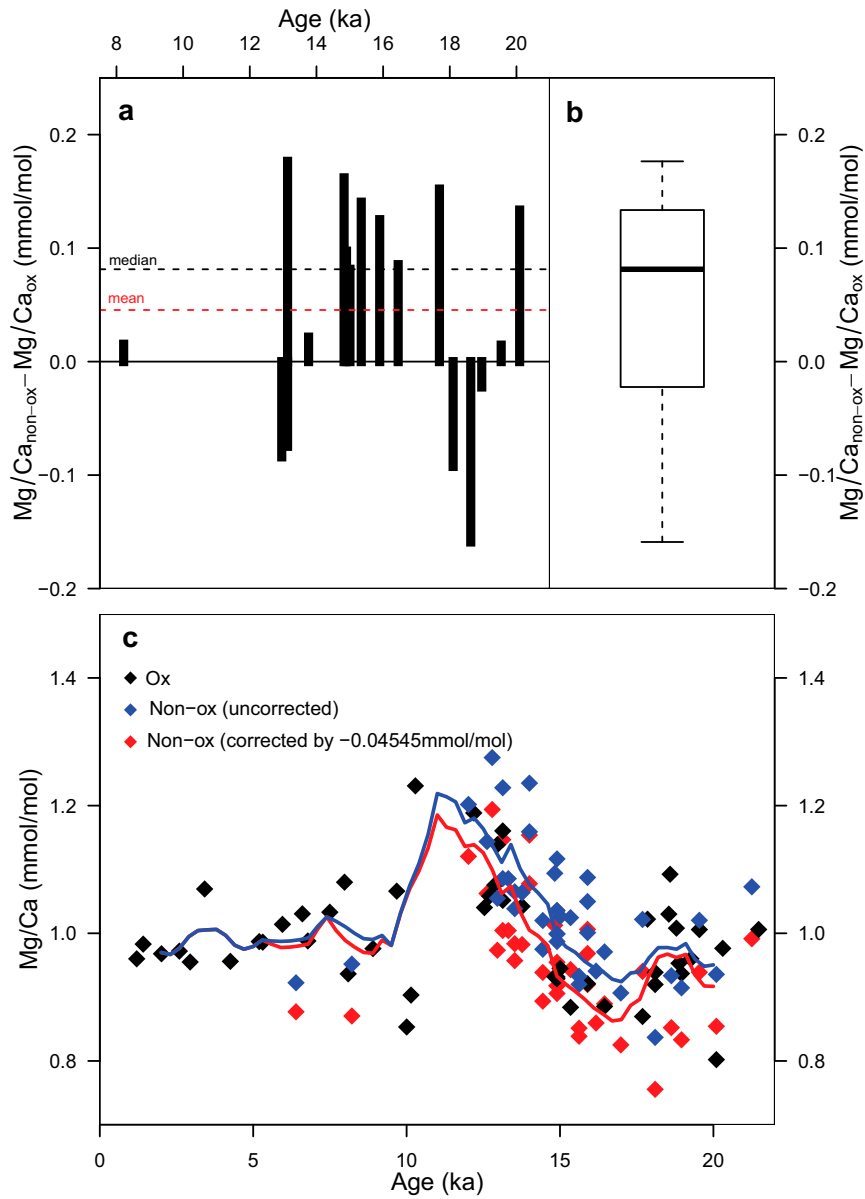 Age (ka)
8 10 12 14 16 18 20
a
b
0.2
0.1
0.0
−0.1
−0.2
Mg/Canon−ox− Mg/Caox (mmol/mol)
median
mean
0.2
0.1
0.0
−0.1
−0.2
Mg/Canon−ox− Mg/Caox (mmol/mol)
c
Ox
Non−ox (uncorrected)
Non−ox (corrected by −0.04545mmol/mol)
1.4
1.2
1.0
0.8
Mg/Ca (mmol/mol)
1.4
1.2
1.0
0.8
0 5 10 15 20
Age (ka)